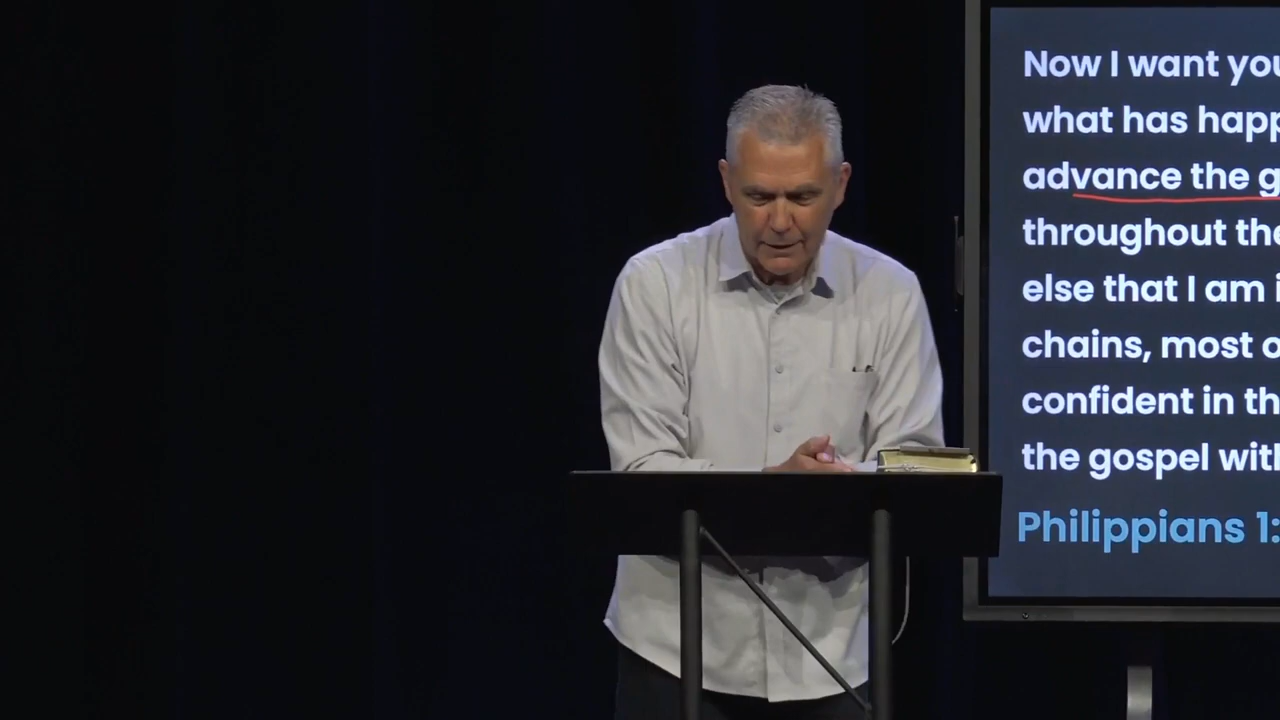 Now I want you
what has happ
advance the g
throughout the
else that I am i
chains, most o
confident in th
the gospel with
Philippians 1: